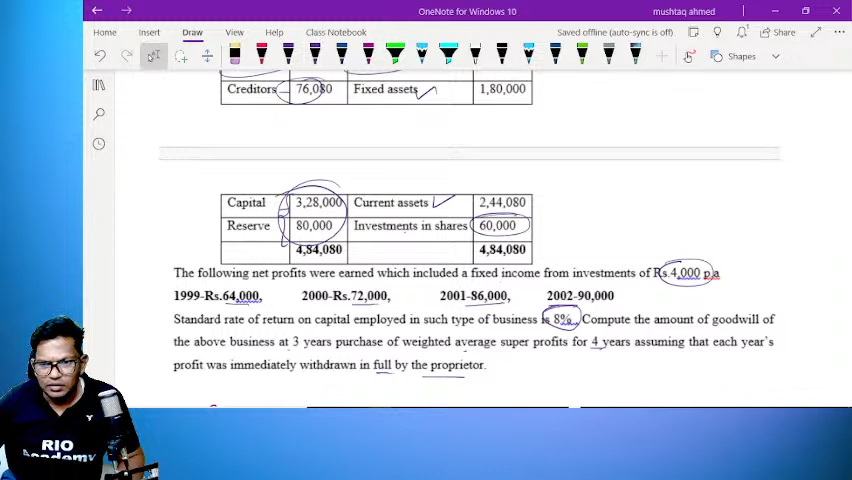 OneNote for Windows 10
mushtaq ahmed
Home Insert Draw View Help Class Notebook
Saved offline (auto-sync is off)
Share
Shapes
Creditors 76,080 Fixed assets 1,80,000
Capital 3,28,000 Current assets 2,44,080
Reserve 80,000 Investments in shares 60,000
4,84,080 4,84,080
The following net profits were earned which included a fixed income from investments of Rs.4,000 p.a
1999-Rs.64,000, 2000-Rs.72,000, 2001-86,000, 2002-90,000
Standard rate of return on capital employed in such type of business is 8%. Compute the amount of goodwill of
the above business at 3 years purchase of weighted average super profits for 4 years assuming that each year's
profit was immediately withdrawn in full by the proprietor.
RIO
Academy